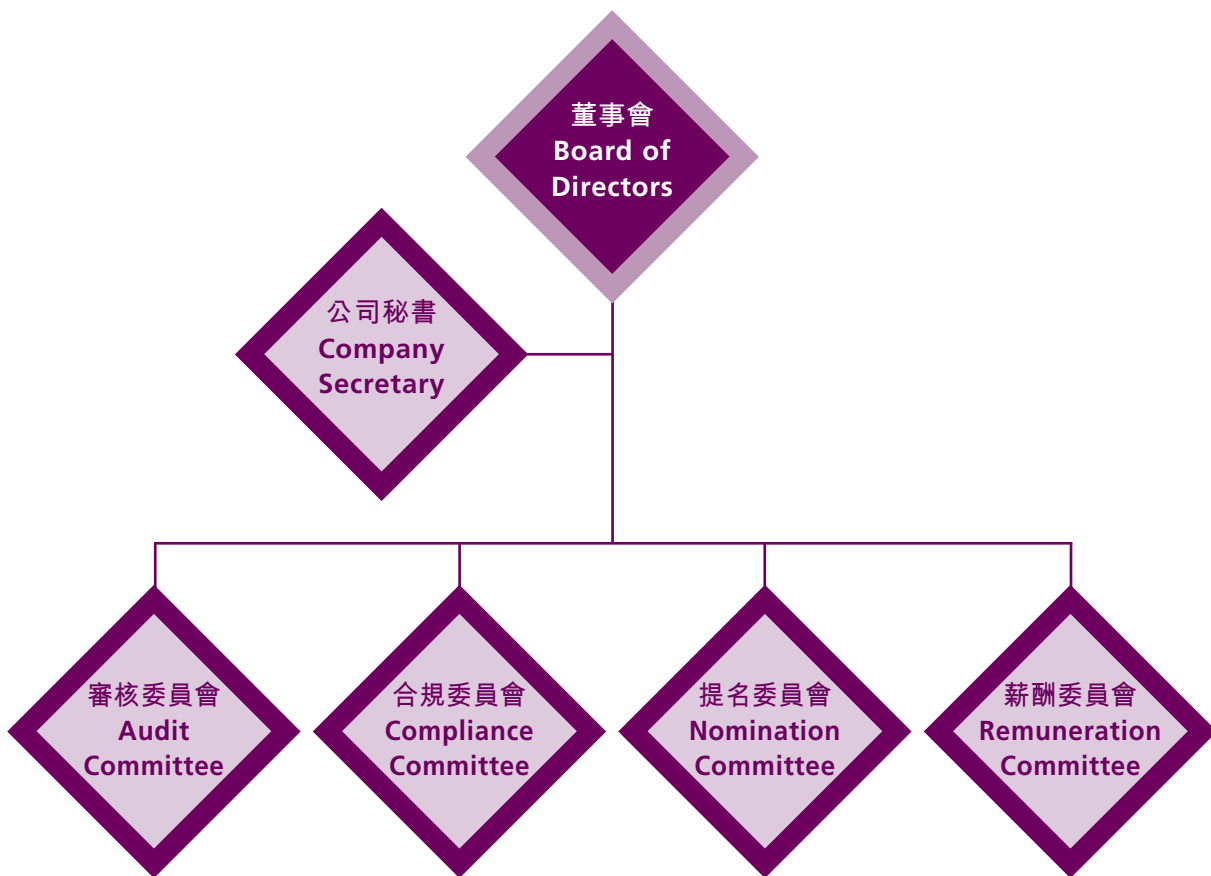 董事會
Board of
Directors
公司秘書
Company
Secretary
審核委員會
Audit
Committee
合規委員會
Compliance
Committee
提名委員會
Nomination
Committee
薪酬委員會
Remuneration
Committee